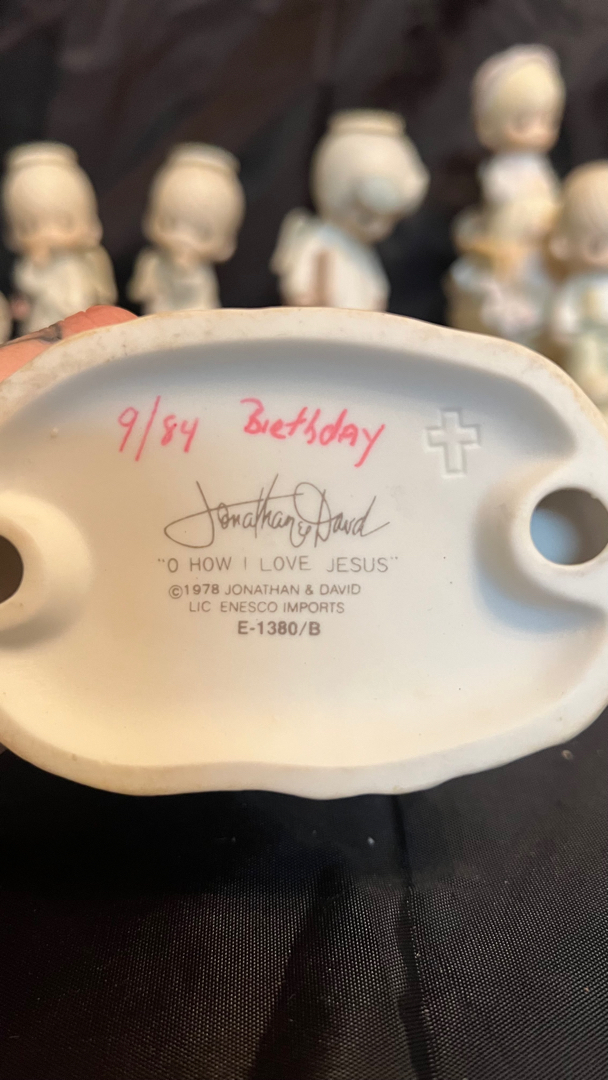 9/84 Birthday
Jonathan & David
"O HOW I LOVE JESUS"
©1978 JONATHAN & DAVID
LIC ENESCO IMPORTS
E-1380/B